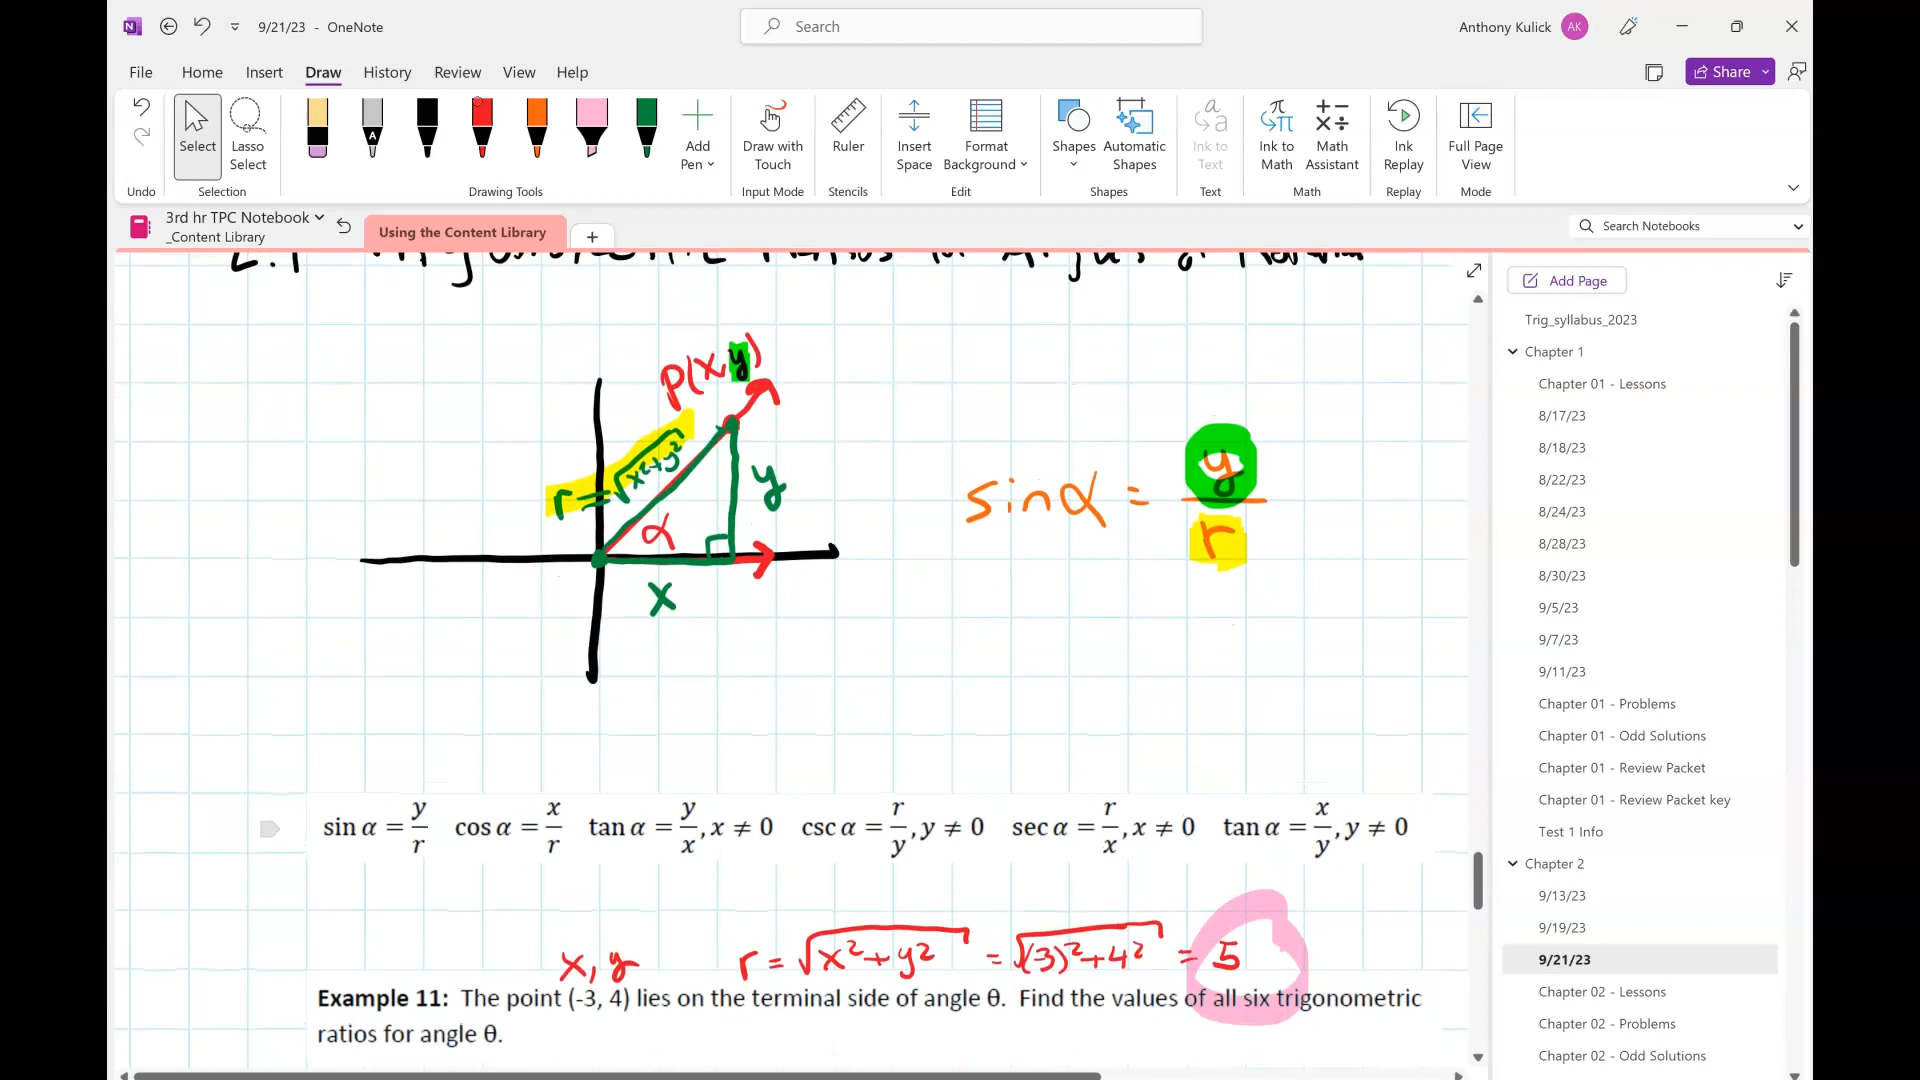 9/21/23 - OneNote
Search
Anthony Kulick
AK
File Home Insert Draw History Review View Help
Share
Select
Lasso Select
A
Add Pen
Draw with Touch
Ruler
Insert Space
Format Background
Shapes
Automatic Shapes
Ink to Text
Ink to Math
Math Assistant
Ink Replay
Full Page View
Undo Selection Drawing Tools Input Mode Stencils Edit Shapes Text Math Replay Mode
3rd hr TPC Notebook
_Content Library
Using the Content Library
Search Notebooks
P(x,y)
r = √x²+y²
α
y
x
sin α = y/r
sin α = y/r cos α = x/r tan α = y/x, x ≠ 0 csc α = r/y, y ≠ 0 sec α = r/x, x ≠ 0 tan α = x/y, y ≠ 0
x, y r = √x²+y² = √(3)²+4² = 5
Example 11: The point (-3, 4) lies on the terminal side of angle θ. Find the values of all six trigonometric
ratios for angle θ.
Add Page
Trig_syllabus_2023
Chapter 1
Chapter 01 - Lessons
8/17/23
8/18/23
8/22/23
8/24/23
8/28/23
8/30/23
9/5/23
9/7/23
9/11/23
Chapter 01 - Problems
Chapter 01 - Odd Solutions
Chapter 01 - Review Packet
Chapter 01 - Review Packet key
Test 1 Info
Chapter 2
9/13/23
9/19/23
9/21/23
Chapter 02 - Lessons
Chapter 02 - Problems
Chapter 02 - Odd Solutions